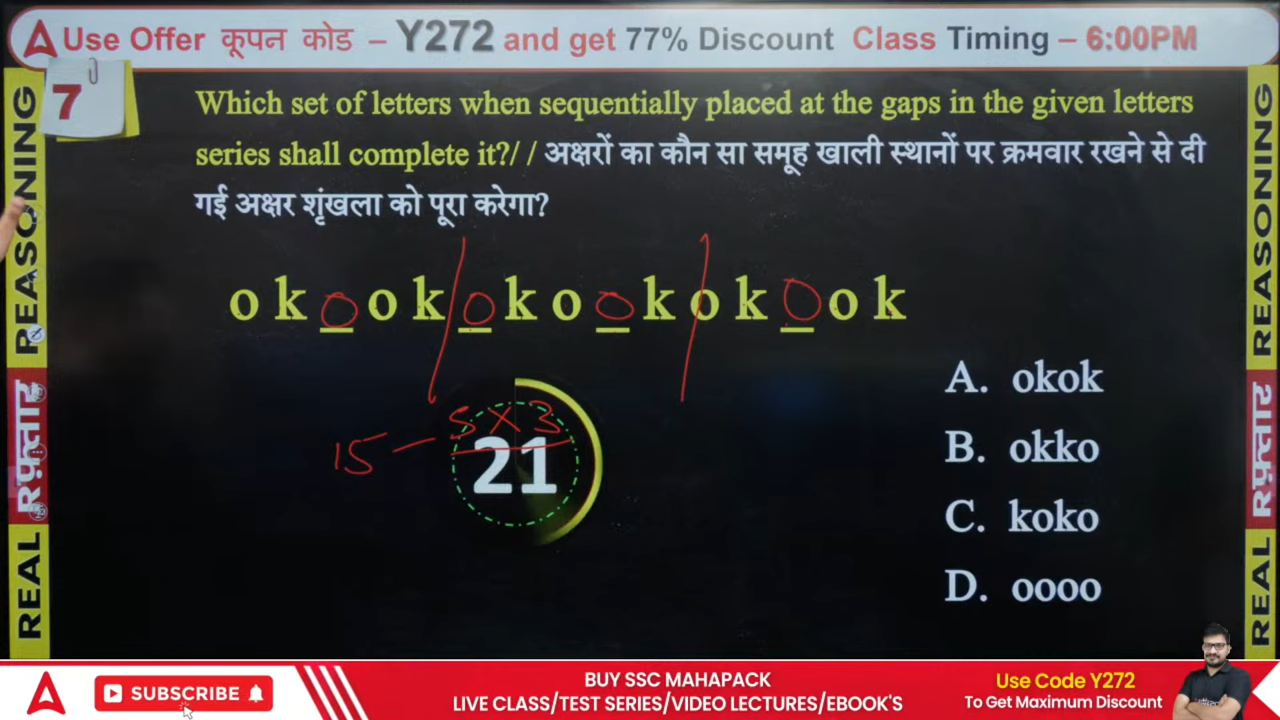 Use Offer कूपन कोड – Y272 and get 77% Discount Class Timing – 6:00PM
7
Which set of letters when sequentially placed at the gaps in the given letters
series shall complete it?/ / अक्षरों का कौन सा समूह खाली स्थानों पर क्रमवार रखने से दी
गई अक्षर शृंखला को पूरा करेगा?
o k o o k / o k o o k / o k o o k
A. okok
15 – 5 x 3
21
B. okko
C. koko
D. oooo
REAL रफ़्तार REASONING
REAL रफ़्तार REASONING
SUBSCRIBE
BUY SSC MAHAPACK
LIVE CLASS/TEST SERIES/VIDEO LECTURES/EBOOK'S
Use Code Y272
To Get Maximum Discount